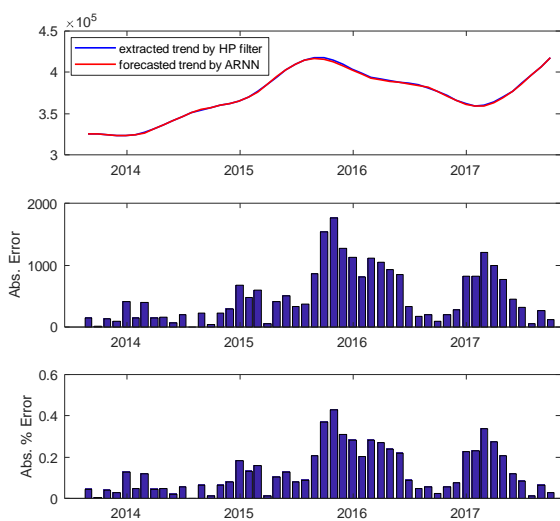 ×10⁵
4.5
4
3.5
3
extracted trend by HP filter
forecasted trend by ARNN
2014 2015 2016 2017
Abs. Error
2000
1000
0
2014 2015 2016 2017
Abs. % Error
0.6
0.4
0.2
0
2014 2015 2016 2017